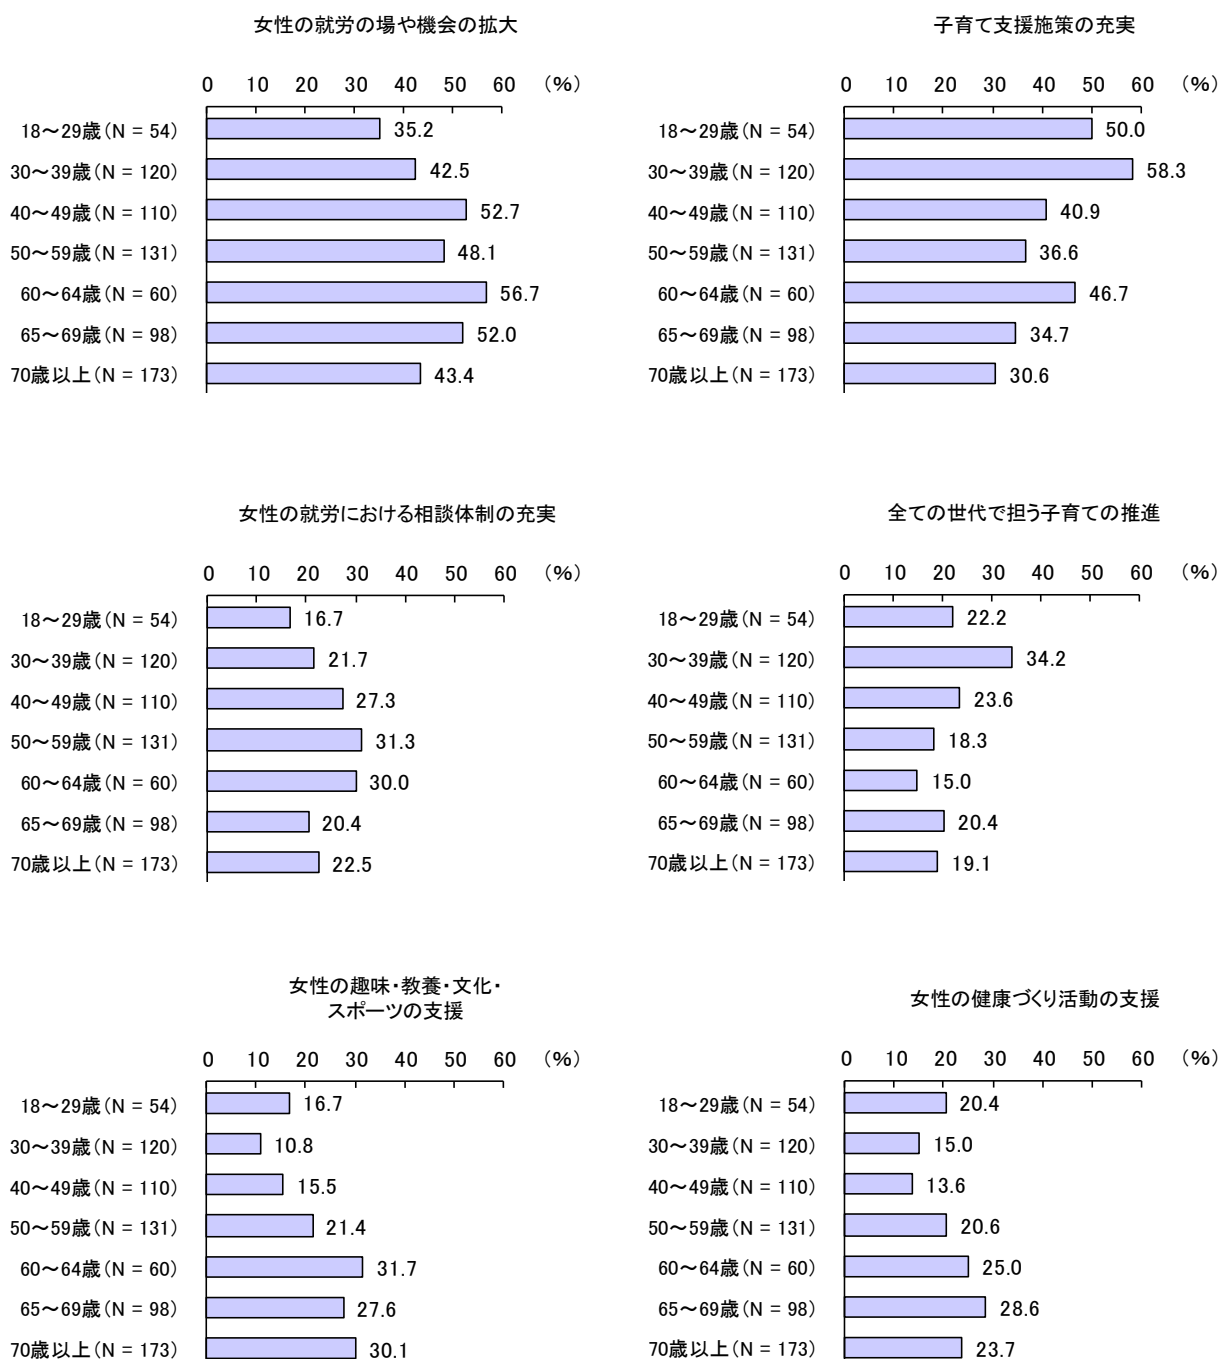 女性の就労の場や機会の拡大
0 10 20 30 40 50 60 (%)
18～29歳(N = 54) 35.2
30～39歳(N = 120) 42.5
40～49歳(N = 110) 52.7
50～59歳(N = 131) 48.1
60～64歳(N = 60) 56.7
65～69歳(N = 98) 52.0
70歳以上(N = 173) 43.4
子育て支援施策の充実
0 10 20 30 40 50 60 (%)
18～29歳(N = 54) 50.0
30～39歳(N = 120) 58.3
40～49歳(N = 110) 40.9
50～59歳(N = 131) 36.6
60～64歳(N = 60) 46.7
65～69歳(N = 98) 34.7
70歳以上(N = 173) 30.6
女性の就労における相談体制の充実
0 10 20 30 40 50 60 (%)
18～29歳(N = 54) 16.7
30～39歳(N = 120) 21.7
40～49歳(N = 110) 27.3
50～59歳(N = 131) 31.3
60～64歳(N = 60) 30.0
65～69歳(N = 98) 20.4
70歳以上(N = 173) 22.5
全ての世代で担う子育ての推進
0 10 20 30 40 50 60 (%)
18～29歳(N = 54) 22.2
30～39歳(N = 120) 34.2
40～49歳(N = 110) 23.6
50～59歳(N = 131) 18.3
60～64歳(N = 60) 15.0
65～69歳(N = 98) 20.4
70歳以上(N = 173) 19.1
女性の趣味・教養・文化・
スポーツの支援
0 10 20 30 40 50 60 (%)
18～29歳(N = 54) 16.7
30～39歳(N = 120) 10.8
40～49歳(N = 110) 15.5
50～59歳(N = 131) 21.4
60～64歳(N = 60) 31.7
65～69歳(N = 98) 27.6
70歳以上(N = 173) 30.1
女性の健康づくり活動の支援
0 10 20 30 40 50 60 (%)
18～29歳(N = 54) 20.4
30～39歳(N = 120) 15.0
40～49歳(N = 110) 13.6
50～59歳(N = 131) 20.6
60～64歳(N = 60) 25.0
65～69歳(N = 98) 28.6
70歳以上(N = 173) 23.7